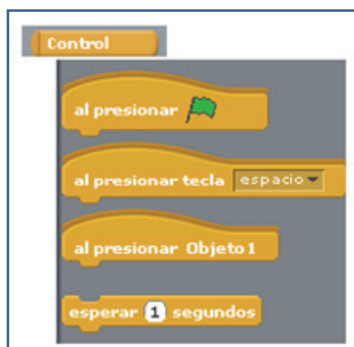 Control
al presionar
al presionar tecla espacio
al presionar Objeto1
esperar 1 segundos